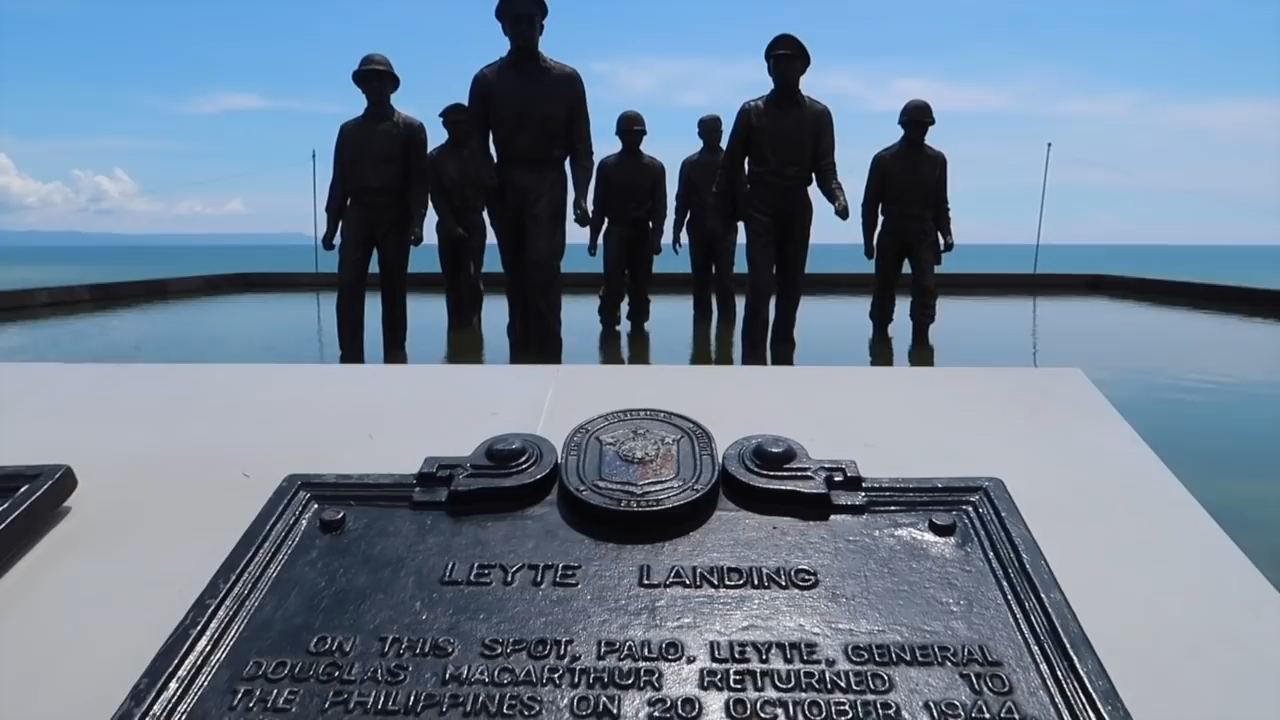 LEYTE LANDING
ON THIS SPOT, PALO, LEYTE, GENERAL
DOUGLAS MACARTHUR RETURNED TO
THE PHILIPPINES ON 20 OCTOBER 1944.